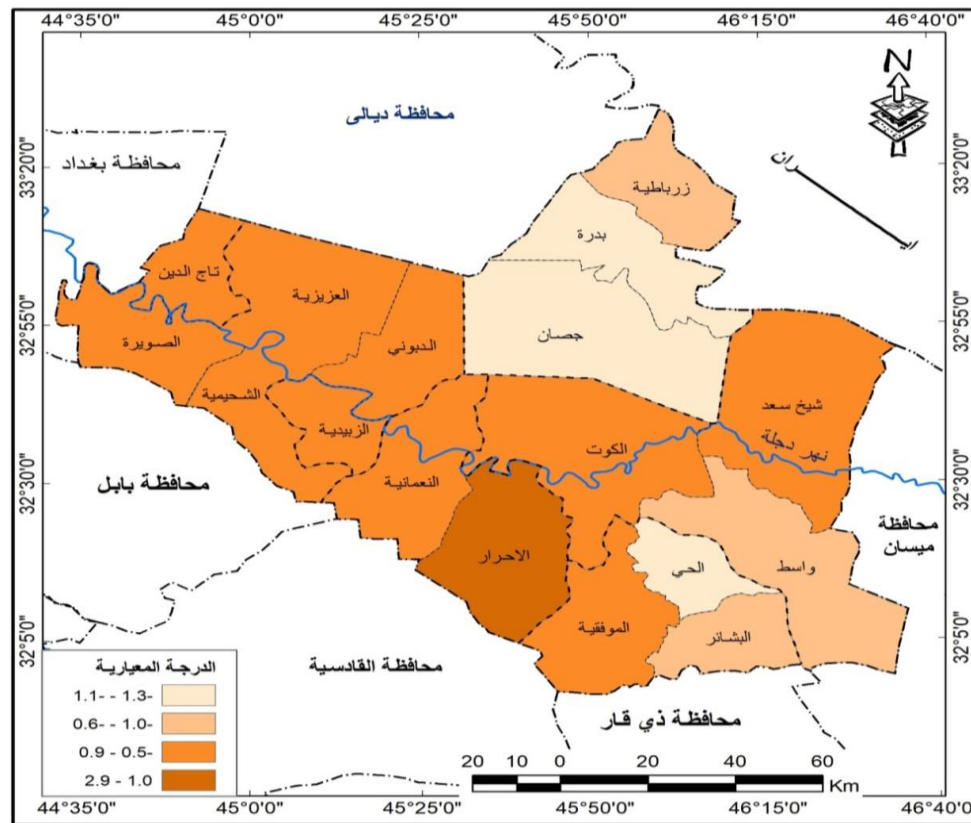 44°35'0" 45°0'0" 45°25'0" 45°50'0" 46°15'0" 46°40'0"
N
محافظة ديالى
محافظة بغداد
33°20'0"
33°20'0"
زرباطية
ران
بدرة
تاج الدين
العزيزية
32°55'0"
32°55'0"
جصان
الدبوني
الصويرة
شيخ سعد
الشحيمية
الزبيدية
الكوت
نهر دجلة
النعمانية
32°30'0"
32°30'0"
محافظة بابل
محافظة
ميسان
الاحرار
الحي
واسط
الموفقية
البشائر
32°5'0"
32°5'0"
محافظة القادسية
محافظة ذي قار
الدرجة المعيارية
1.1- -1.3-
0.6- -1.0-
0.9 - 0.5-
2.9 - 1.0
20 10 0 20 40 60
Km
44°35'0" 45°0'0" 45°25'0" 45°50'0" 46°15'0" 46°40'0"